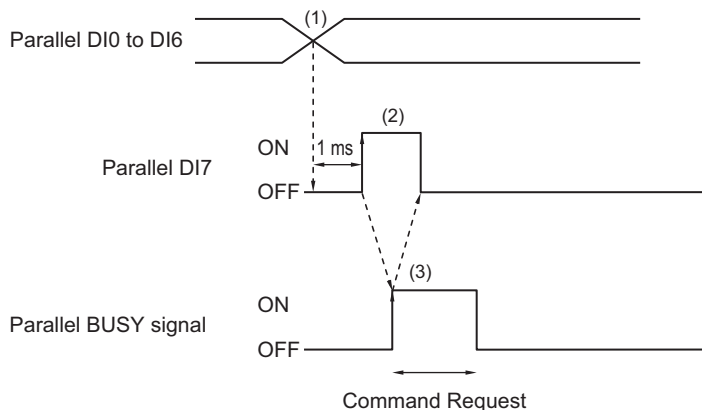 (1)
Parallel DI0 to DI6
(2)
ON
1 ms
Parallel DI7
OFF
(3)
ON
Parallel BUSY signal
OFF
Command Request